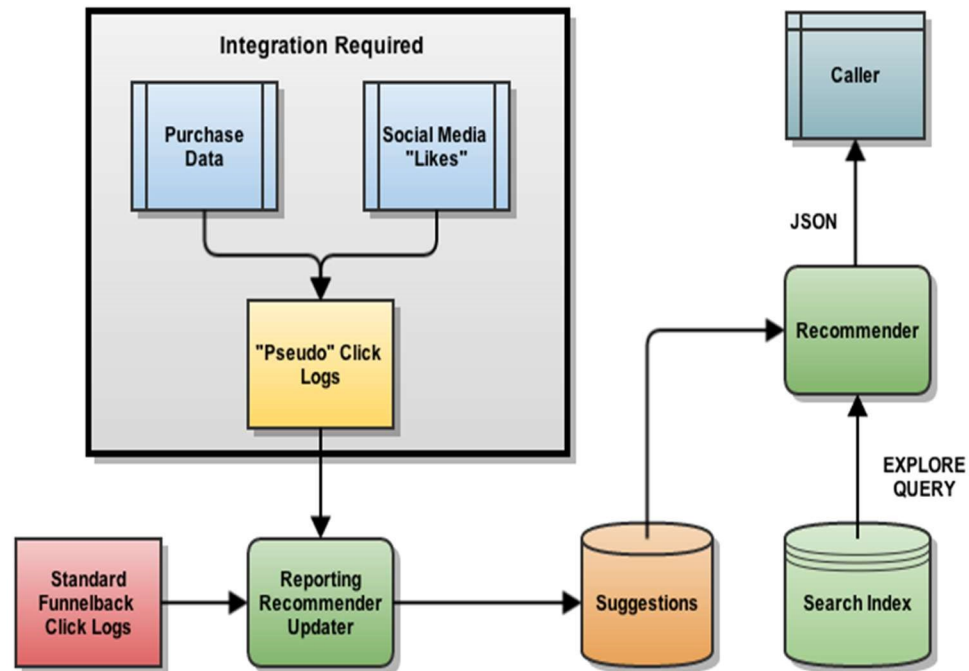 Integration Required
Purchase
Data
Social Media
"Likes"
"Pseudo" Click
Logs
Caller
JSON
Recommender
EXPLORE
QUERY
Standard
Funnelback
Click Logs
Reporting
Recommender
Updater
Suggestions
Search Index